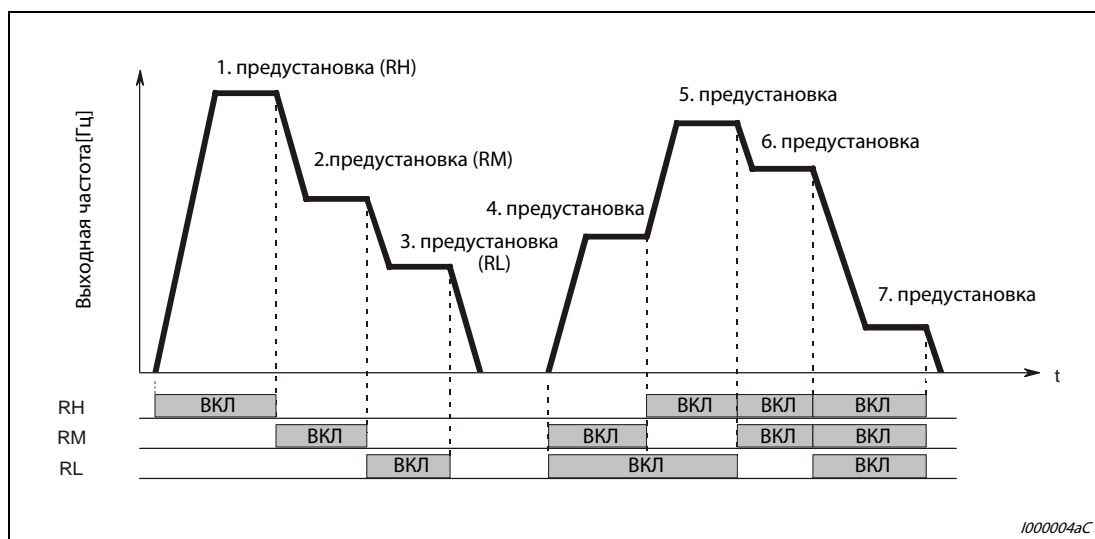 1. предустановка (RH)
5. предустановка
6. предустановка
2.предустановка (RM)
4. предустановка
3. предустановка
(RL)
7. предустановка
Выходная частота[Гц]
t
RH
ВКЛ
ВКЛ
ВКЛ
ВКЛ
RM
ВКЛ
ВКЛ
ВКЛ
ВКЛ
RL
ВКЛ
ВКЛ
ВКЛ
I000004aC